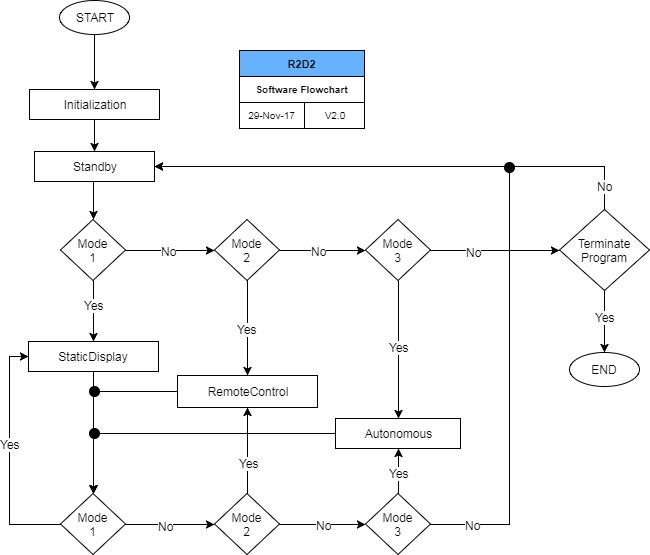 START
R2D2
Software Flowchart
29-Nov-17 V2.0
Initialization
Standby
No
Mode
1
No
Mode
2
No
Mode
3
No
Terminate
Program
Yes
Yes
Yes
Yes
StaticDisplay
END
RemoteControl
Autonomous
Yes
Yes
Yes
Mode
1
No
Mode
2
No
Mode
3
No